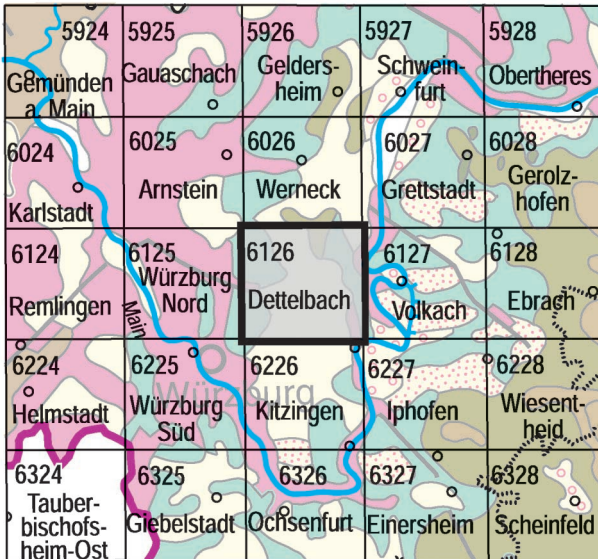 5924
Gemünden
a. Main
5925
Gauaschach
5926
Gelders-
heim
5927
Schwein-
furt
5928
Obertheres
6024
Karlstadt
6025
Arnstein
6026
Werneck
6027
Grettstadt
6028
Gerolz-
hofen
6124
Remlingen
Main
6125
Würzburg
Nord
6126
Dettelbach
6127
Volkach
6128
Ebrach
6224
Helmstadt
6225
Würzburg
Süd
Würzburg
6226
Kitzingen
6227
Iphofen
6228
Wiesent-
heid
6324
Tauber-
bischofs-
heim-Ost
6325
Giebelstadt
6326
Ochsenfurt
6327
Einersheim
6328
Scheinfeld